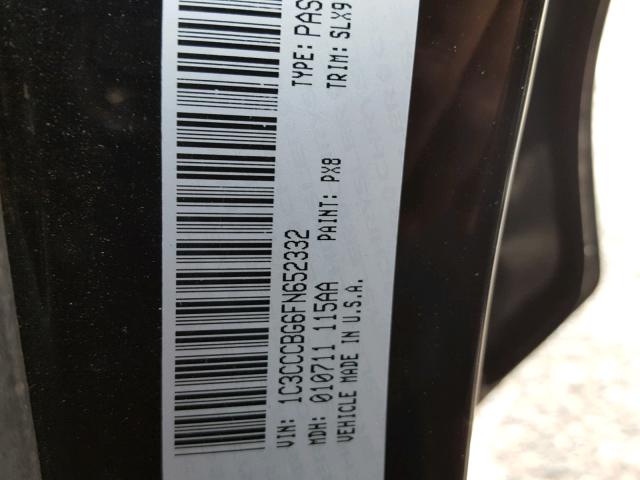 VIN: 1C3CCCBG6FN652332 TYPE: PAS
MDH: 010711 115AA PAINT: PX8 TRIM: SLX9
VEHICLE MADE IN U.S.A.